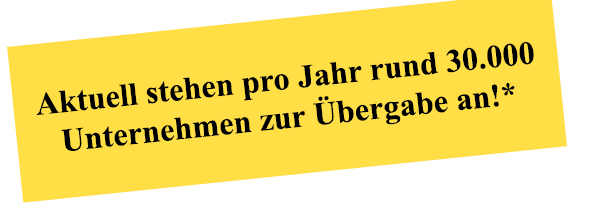 Aktuell stehen pro Jahr rund 30.000
Unternehmen zur Übergabe an!*